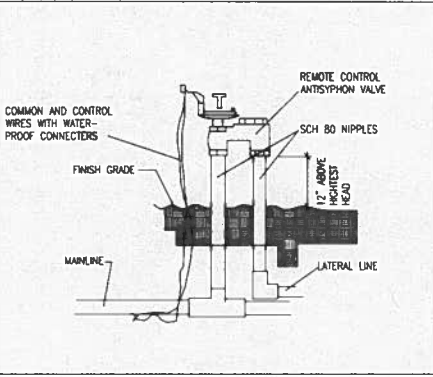 REMOTE CONTROL
ANTISYPHON VALVE
COMMON AND CONTROL
WIRES WITH WATER-
PROOF CONNECTERS
SCH 80 NIPPLES
FINISH GRADE
12" ABOVE
HIGHTEST
HEAD
MAINLINE
LATERAL LINE